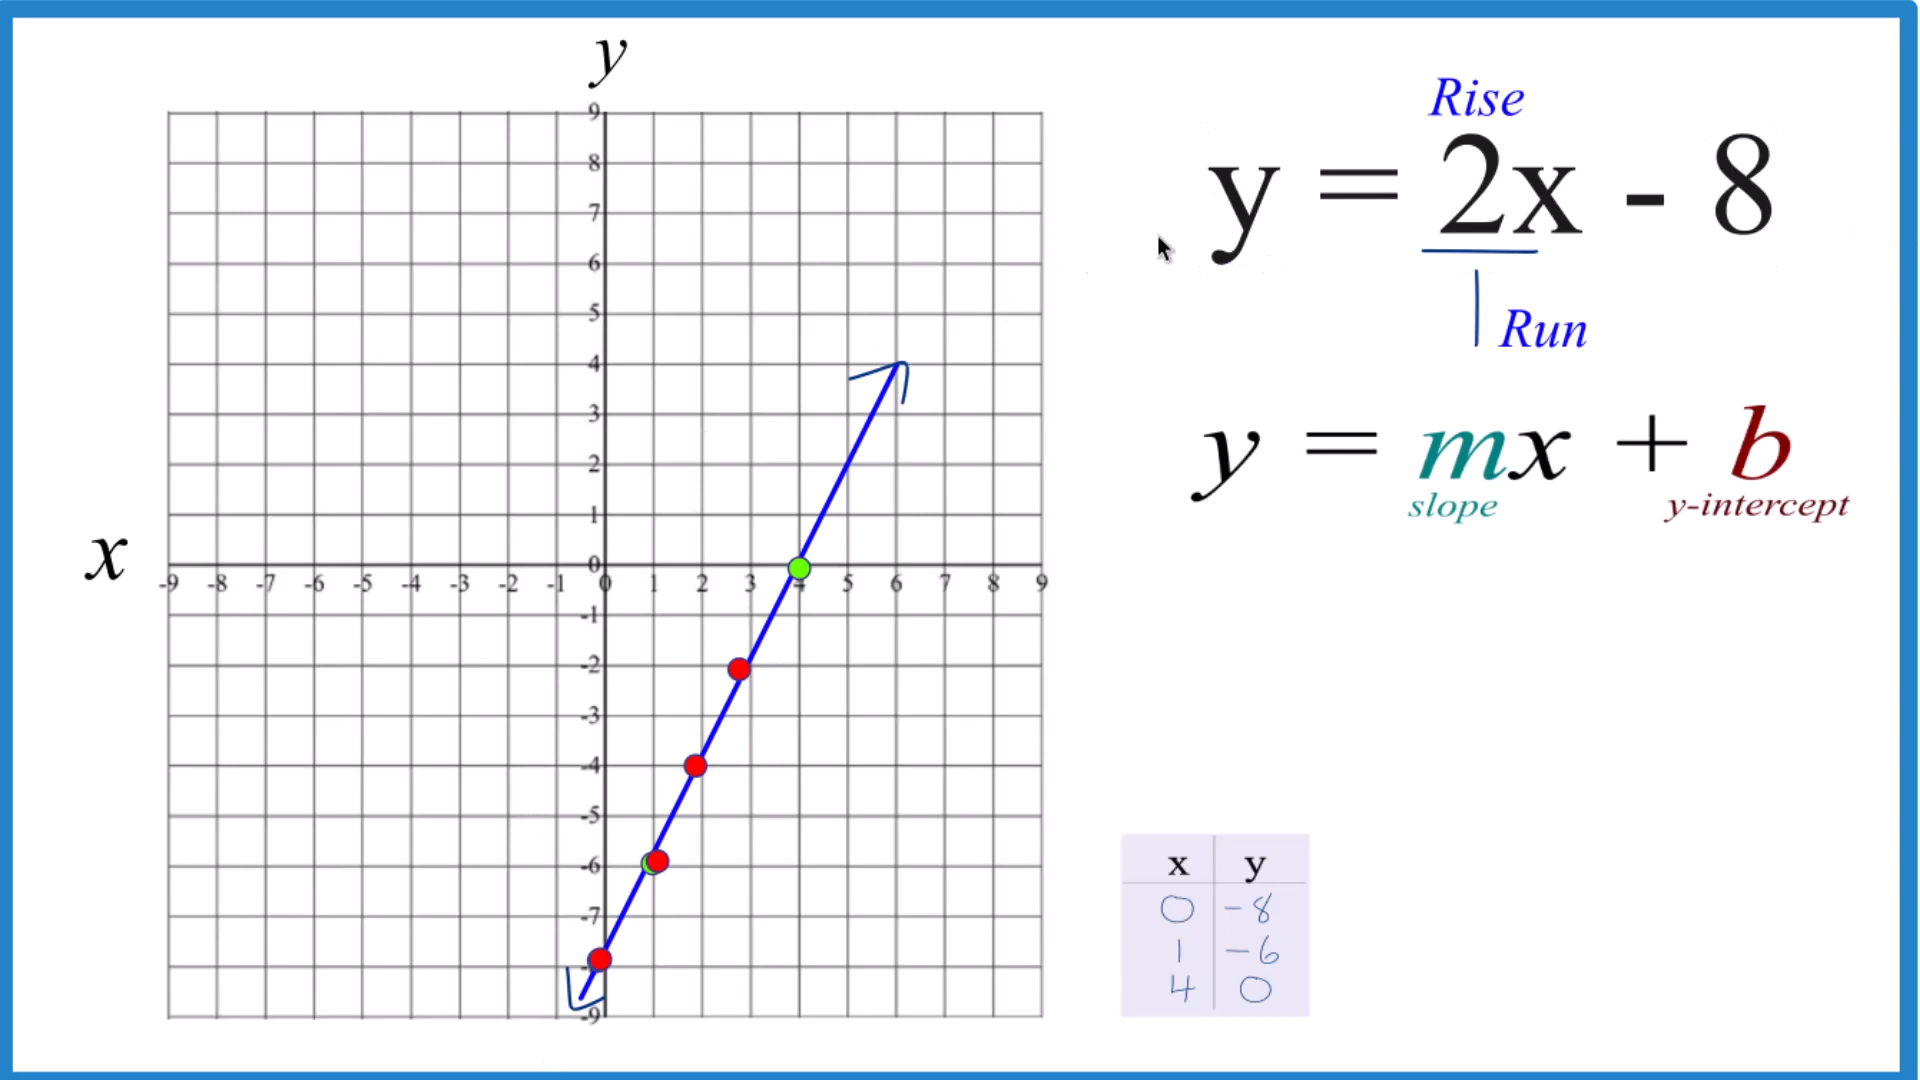 y
9
8
7
6
5
4
3
2
1
0
x
-9 -8 -7 -6 -5 -4 -3 -2 -1 0 1 2 3 4 5 6 7 8 9
-1
-2
-3
-4
-5
-6
-7
-9
Rise
y = 2x - 8
1 Run
y = mx + b
slope y-intercept
x y
0 -8
1 -6
4 0